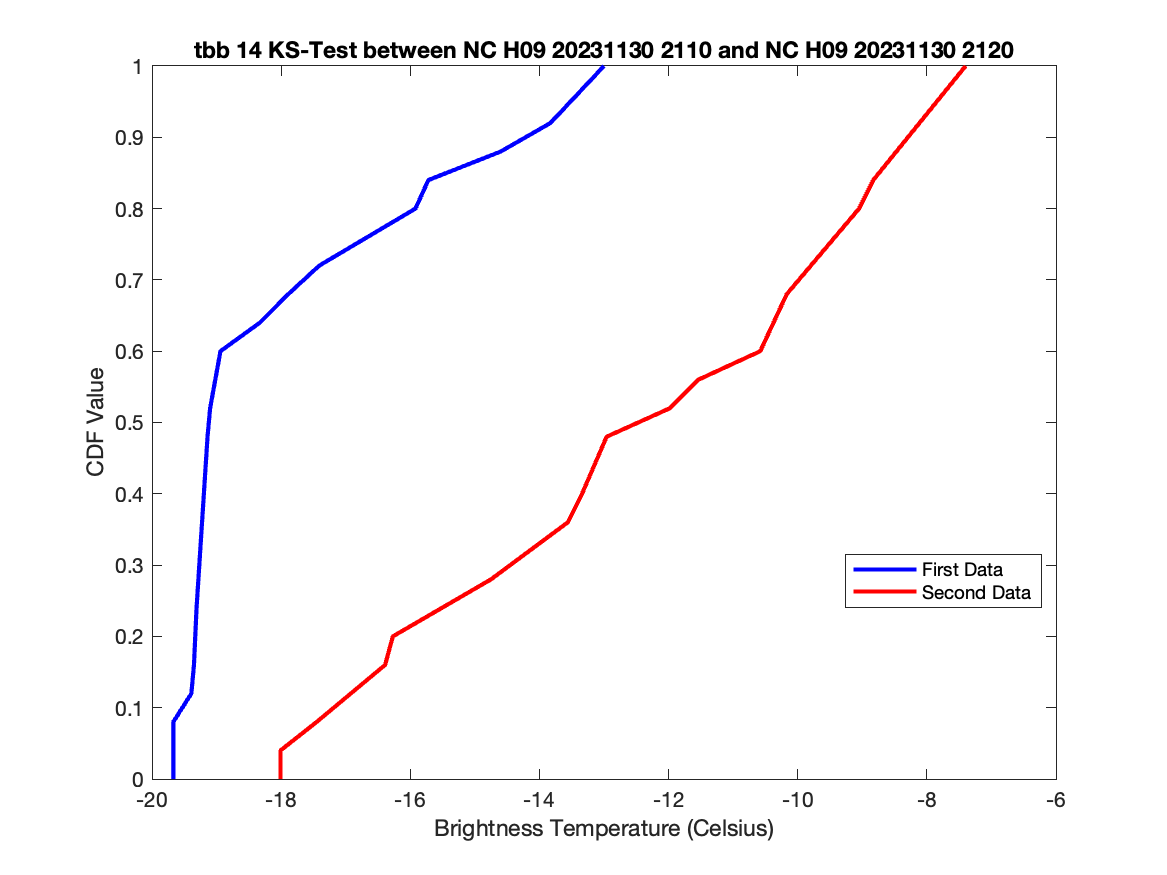 tbb 14 KS-Test between NC H09 20231130 2110 and NC H09 20231130 2120
1
0.9
0.8
0.7
0.6
0.5
0.4
0.3
0.2
0.1
0
CDF Value
First Data
Second Data
-20 -18 -16 -14 -12 -10 -8 -6
Brightness Temperature (Celsius)